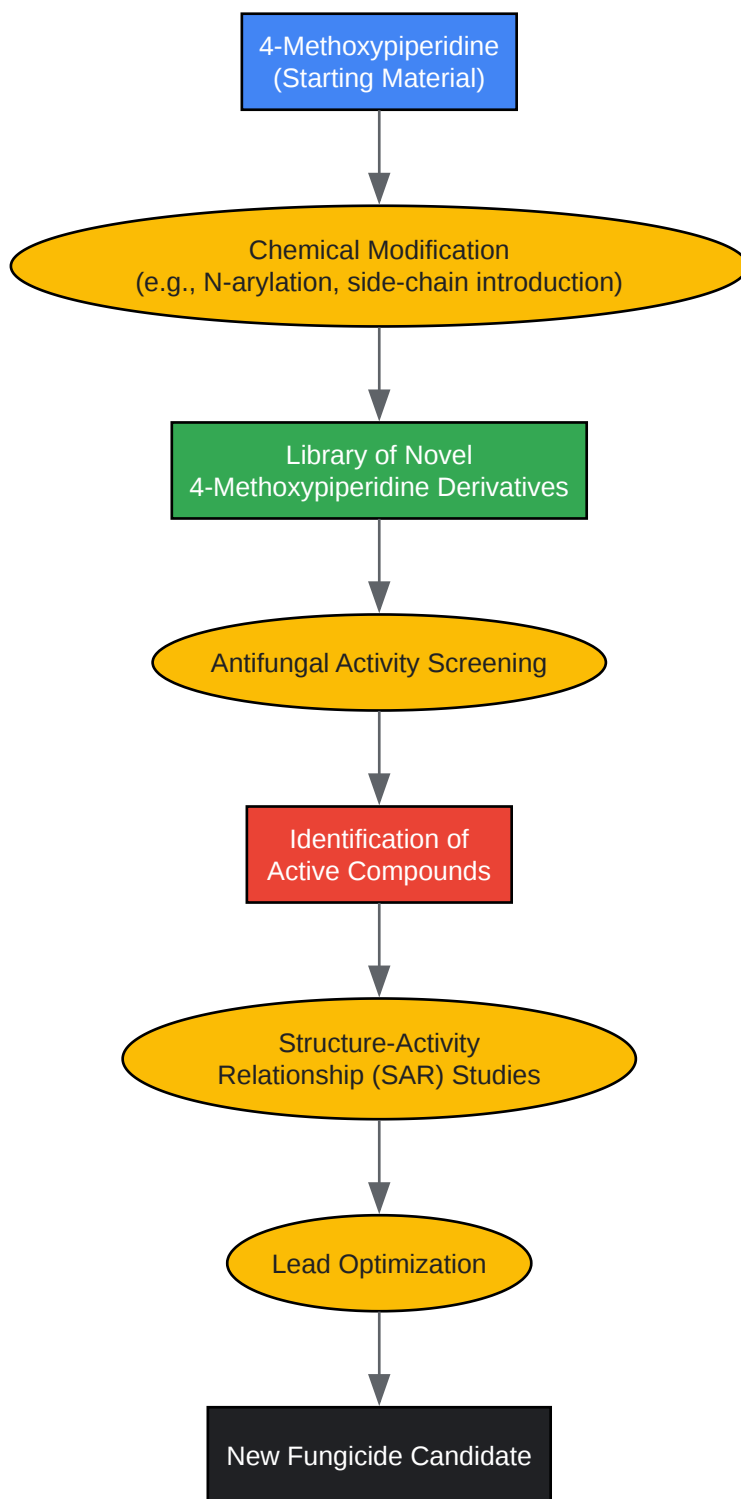 4-Methoxypiperidine
(Starting Material)
Chemical Modification
(e.g., N-arylation, side-chain introduction)
Library of Novel
4-Methoxypiperidine Derivatives
Antifungal Activity Screening
Identification of
Active Compounds
Structure-Activity
Relationship (SAR) Studies
Lead Optimization
New Fungicide Candidate